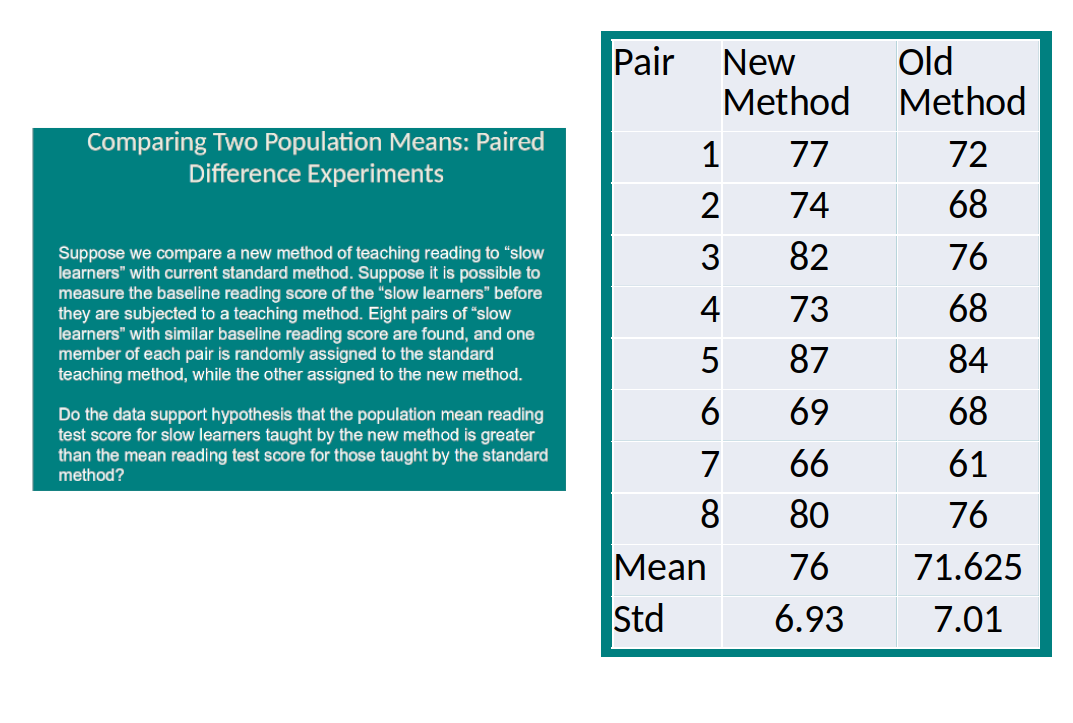 Comparing Two Population Means: Paired
Difference Experiments
Suppose we compare a new method of teaching reading to “slow
learners” with current standard method. Suppose it is possible to
measure the baseline reading score of the “slow learners” before
they are subjected to a teaching method. Eight pairs of “slow
learners” with similar baseline reading score are found, and one
member of each pair is randomly assigned to the standard
teaching method, while the other assigned to the new method.
Do the data support hypothesis that the population mean reading
test score for slow learners taught by the new method is greater
than the mean reading test score for those taught by the standard
method?
Pair New Method Old Method
1 77 72
2 74 68
3 82 76
4 73 68
5 87 84
6 69 68
7 66 61
8 80 76
Mean 76 71.625
Std 6.93 7.01